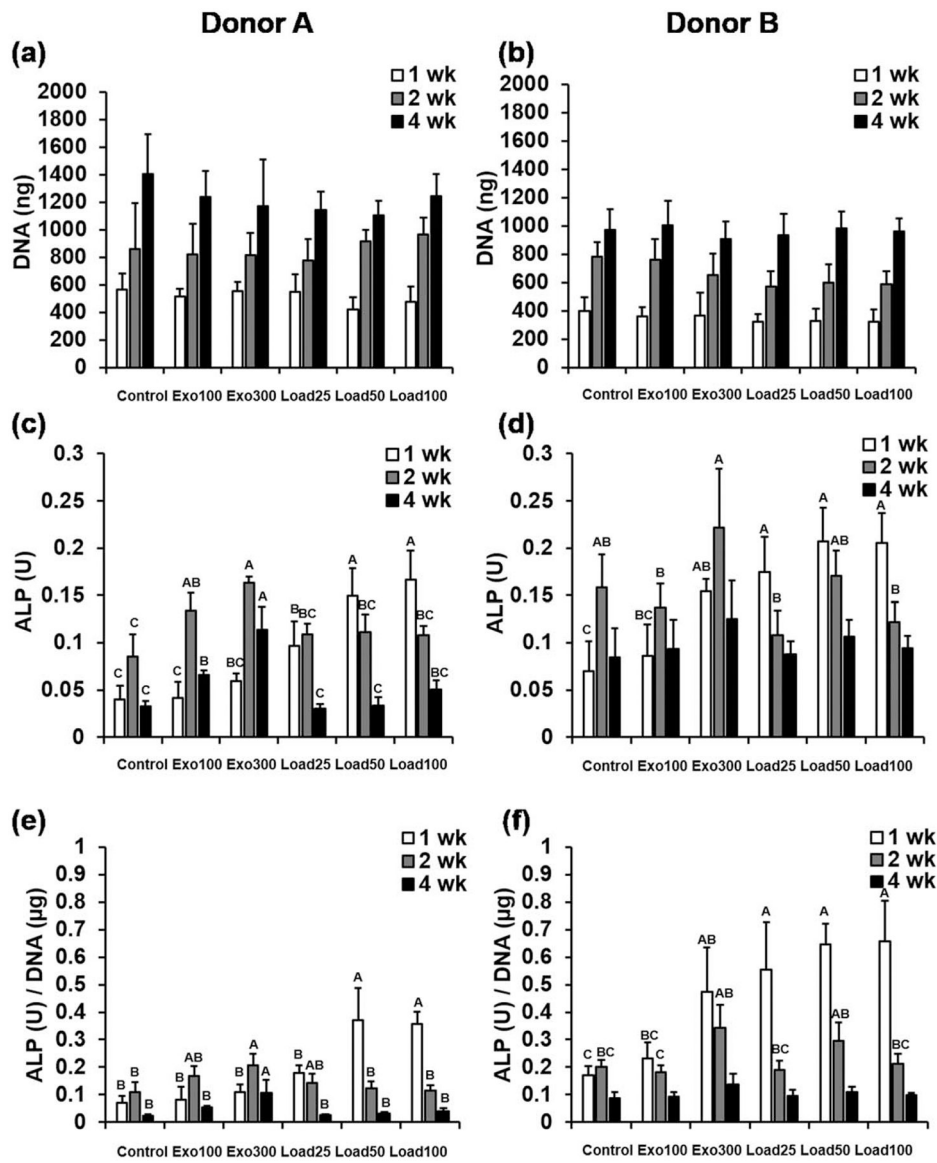 Donor A
Donor B
(a)
1 wk
2 wk
4 wk
DNA (ng)
2000
1800
1600
1400
1200
1000
800
600
400
200
0
Control Exo100 Exo300 Load25 Load50 Load100
(b)
1 wk
2 wk
4 wk
DNA (ng)
2000
1800
1600
1400
1200
1000
800
600
400
200
0
Control Exo100 Exo300 Load25 Load50 Load100
(c)
1 wk
2 wk
4 wk
ALP (U)
0.3
0.25
0.2
0.15
0.1
0.05
0
C C C C AB B BC A A B BC C A BC C A BC BC
Control Exo100 Exo300 Load25 Load50 Load100
(d)
1 wk
2 wk
4 wk
ALP (U)
0.3
0.25
0.2
0.15
0.1
0.05
0
C AB BC B AB A A B A AB A B
Control Exo100 Exo300 Load25 Load50 Load100
(e)
1 wk
2 wk
4 wk
ALP (U) / DNA (µg)
1
0.9
0.8
0.7
0.6
0.5
0.4
0.3
0.2
0.1
0
B B B B AB B B A A B AB B A B B A B B
Control Exo100 Exo300 Load25 Load50 Load100
(f)
1 wk
2 wk
4 wk
ALP (U) / DNA (µg)
1
0.9
0.8
0.7
0.6
0.5
0.4
0.3
0.2
0.1
0
C BC BC C AB AB A BC A AB A BC
Control Exo100 Exo300 Load25 Load50 Load100